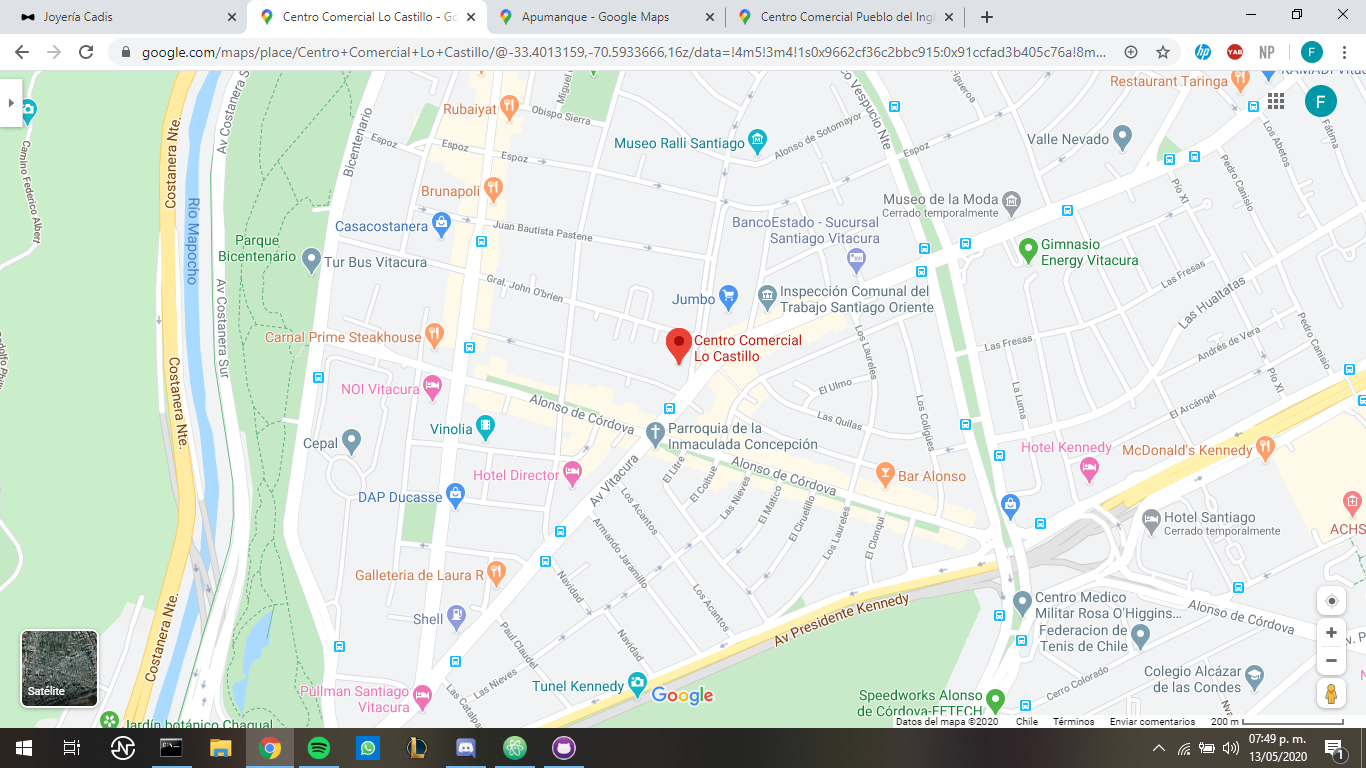 Joyería Cadis
Centro Comercial Lo Castillo - Go
Apumanque - Google Maps
Centro Comercial Pueblo del Ingl
google.com/maps/place/Centro+Comercial+Lo+Castillo/@-33.4013159,-70.5933666,16z/data=!4m5!3m4!1s0x9662cf36c2bbc915:0x91ccfad3b405c76a!8m...
hp
YAB
NP
F
F
Restaurant Taringa
Rubaiyat
Obispo Sierra
Miguel
Vespucio Nte
Figueroa
Los Abetos
Fátima
Costanera Nte.
Av Costanera S
Bicentenario
Camino Federico Albert
Espoz
Espoz
Espoz
Espoz
Museo Ralli Santiago
Alonso de Sotomayor
Valle Nevado
Pedro Canisio
Pío XI
Brunapoli
Río Mapocho
Museo de la Moda
Cerrado temporalmente
Casacostanera
Juan Bautista Pastene
BancoEstado - Sucursal
Santiago Vitacura
Parque
Bicentenário
Tur Bus Vitacura
Gimnasio
Energy Vitacura
Las Fresas
Gral. John O'brien
Av Costanera Sur
Jumbo
Inspección Comunal del
Trabajo Santiago Oriente
Las Hualtatas
Carnal Prime Steakhouse
Centro Comercial
Lo Castillo
Los Laureles
Las Fresas
Andrés de Vera
Pedro Canisio
Pío XI
Costanera Nte.
NOI Vitacura
Alonso de Córdova
El Ulmo
Las Quilas
Los Coligües
La Luma
El Arcángel
Vinolia
Cepal
Parroquia de la
Inmaculada Concepción
Hotel Kennedy
McDonald's Kennedy
Hotel Director
Av Vitacura
El Litre
El Coihue
Las Nieves
Alonso de Córdova
Bar Alonso
DAP Ducasse
Los Acantos
El Matico
El Ciruelillo
Los Laureles
El Clonqui
Hotel Santiago
Cerrado temporalmente
ACHS
Armando Jaramillo
Galleteria de Laura R
Navidad
Los Acantos
Av Presidente Kennedy
Centro Medico
Militar Rosa O'Higgins...
Alonso de Córdova
Shell
Federacion de
Tenis de Chile
Costanera Nte.
Paul Claudel
Navidad
Las Nieves
Pullman Santiago
Vitacura
Tunel Kennedy
Google
Cerro Colorado
Colegio Alcázar
de las Condes
Speedworks Alonso
de Córdova-FETECH
Satélite
Jardín botánico Chagual
Datos del mapa ©2020
Chile
Términos
Enviar comentarios
200 m
07:49 p. m.
13/05/2020
1